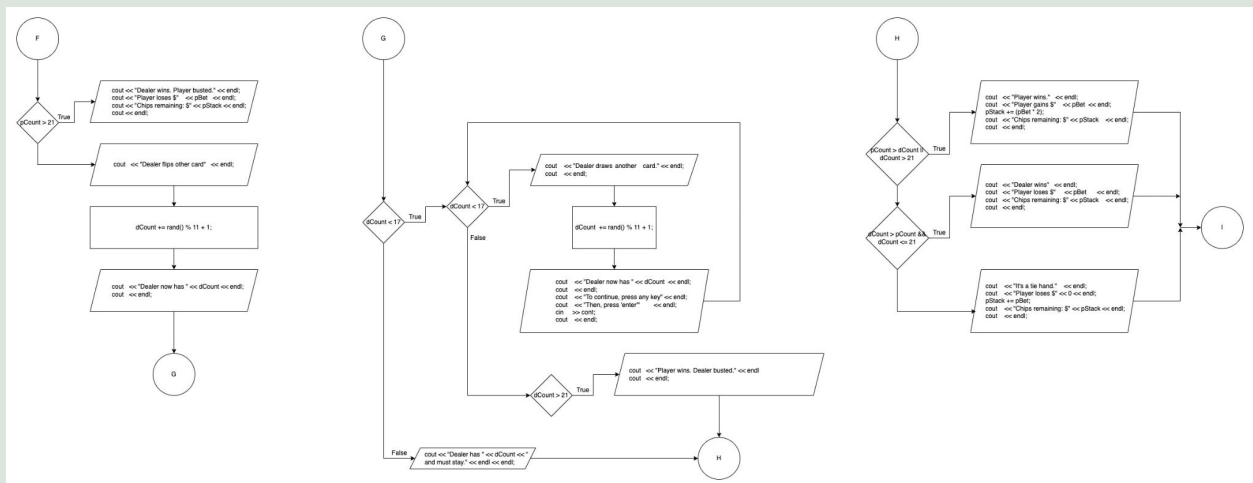 F
pCount > 21
True
cout << "Dealer wins. Player busted." << endl;
cout << "Player loses $" << pBet << endl;
cout << "Chips remaining: $" << pStack << endl;
cout << endl;
cout << "Dealer flips other card" << endl;
dCount += rand() % 11 + 1;
cout << "Dealer now has " << dCount << endl;
cout << endl;
G
G
dCount < 17
True
dCount < 17
True
cout << "Dealer draws another card." << endl;
cout << endl;
dCount += rand() % 11 + 1;
cout << "Dealer now has " << dCount << endl;
cout << endl;
cout << "To continue, press any key" << endl;
cout << "Then, press 'enter'" << endl;
cin >> cont;
cout << endl;
False
dCount > 21
True
cout << "Player wins. Dealer busted." << endl
cout << endl;
False
cout << "Dealer has " << dCount << "
and must stay." << endl << endl;
H
H
pCount > dCount ||
dCount > 21
True
cout << "Player wins." << endl;
cout << "Player gains $" << pBet << endl;
pStack += (pBet * 2);
cout << "Chips remaining: $" << pStack << endl;
cout << endl;
dCount > pCount &&
dCount <= 21
True
cout << "Dealer wins" << endl;
cout << "Player loses $" << pBet << endl;
cout << "Chips remaining: $" << pStack << endl;
cout << endl;
cout << "It's a tie hand." << endl;
cout << "Player loses $" << 0 << endl;
pStack += pBet;
cout << "Chips remaining: $" << pStack << endl;
cout << endl;
I